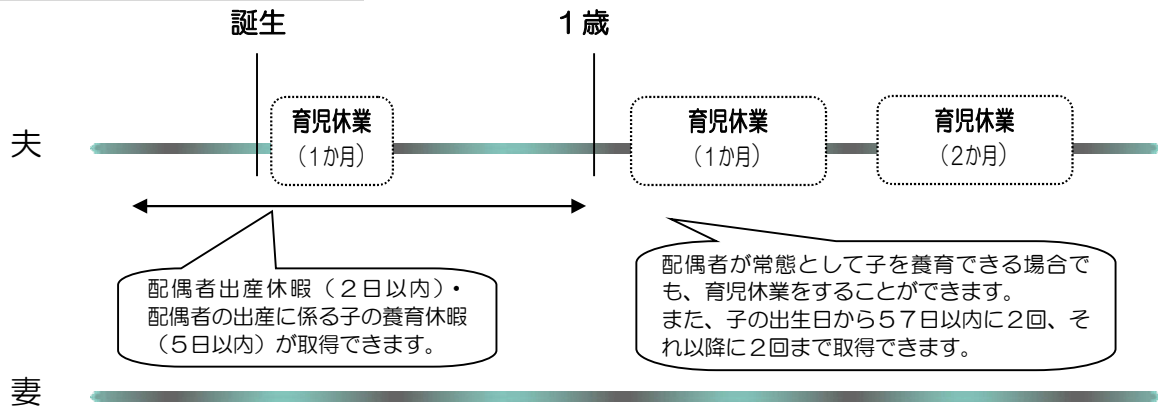 誕生
１歳
夫
育児休業
（１か月）
育児休業
（１か月）
育児休業
（２か月）
配偶者出産休暇（２日以内）・
配偶者の出産に係る子の養育休暇
（５日以内）が取得できます。
配偶者が常態として子を養育できる場合で
も、育児休業をすることができます。
また、子の出生日から５７日以内に２回、そ
れ以降に２回まで取得できます。
妻